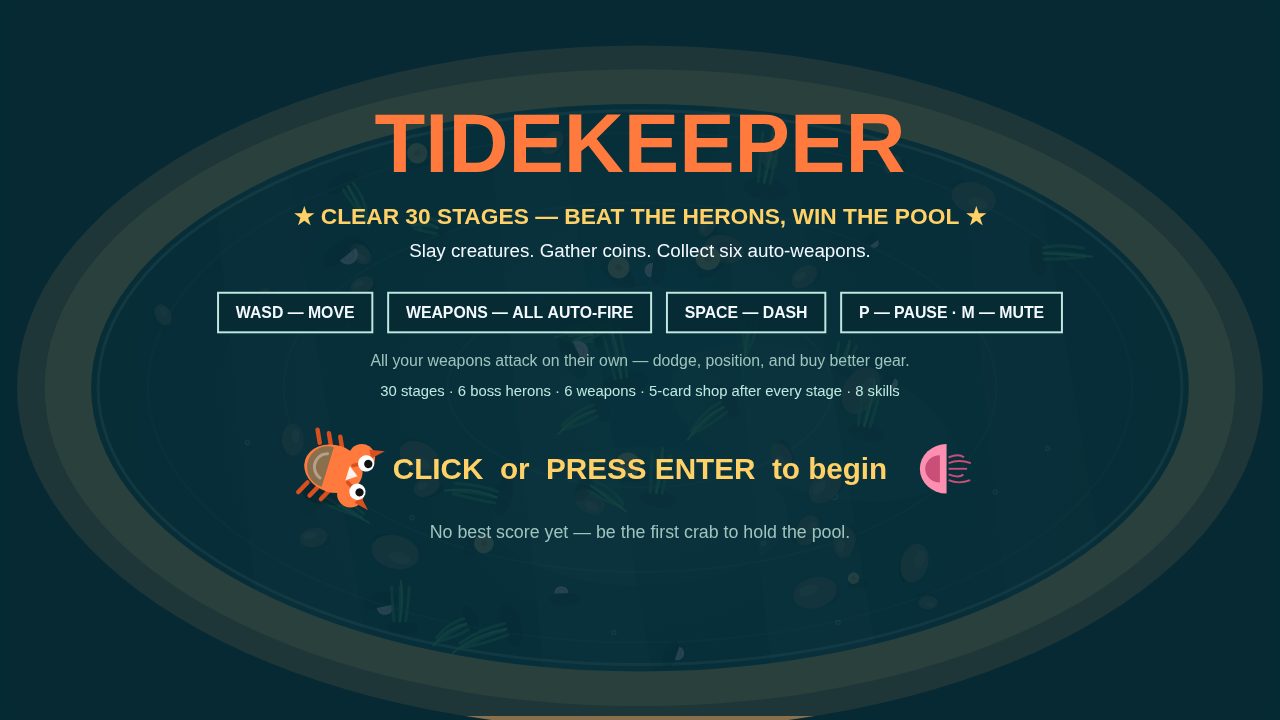 TIDEKEEPER
★ CLEAR 30 STAGES — BEAT THE HERONS, WIN THE POOL ★
Slay creatures. Gather coins. Collect six auto-weapons.
WASD — MOVE
WEAPONS — ALL AUTO-FIRE
SPACE — DASH
P — PAUSE · M — MUTE
All your weapons attack on their own — dodge, position, and buy better gear.
30 stages · 6 boss herons · 6 weapons · 5-card shop after every stage · 8 skills
CLICK or PRESS ENTER to begin
No best score yet — be the first crab to hold the pool.